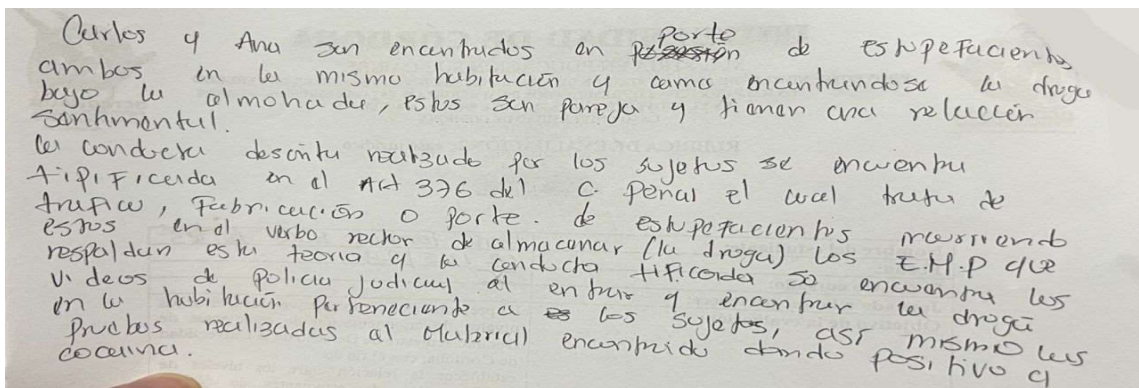 Carlos y Ana son encontrados en porte de estupefacientes
ambos en la misma habitación y cama encontrandose la droga
bajo la almohada, estos son pareja y tienen una relación
sentimental.
la conducta descrita realizada por los sujetos se encuentra
tipificada en el Art 376 del C. Penal el cual trata de
trafico, Fabricación o porte. de estupefacientes incurriendo
estos en el verbo rector de almacenar (la droga) los E.M.P que
respaldan esta teoria y la conducta tificada se encuentra los
videos de policia judicial al entrar y encontrar la droga
en la habitación perteneciente a los sujetos, así mismo las
Pruebas realizadas al Material encontrado dando positivo a
cocaina.